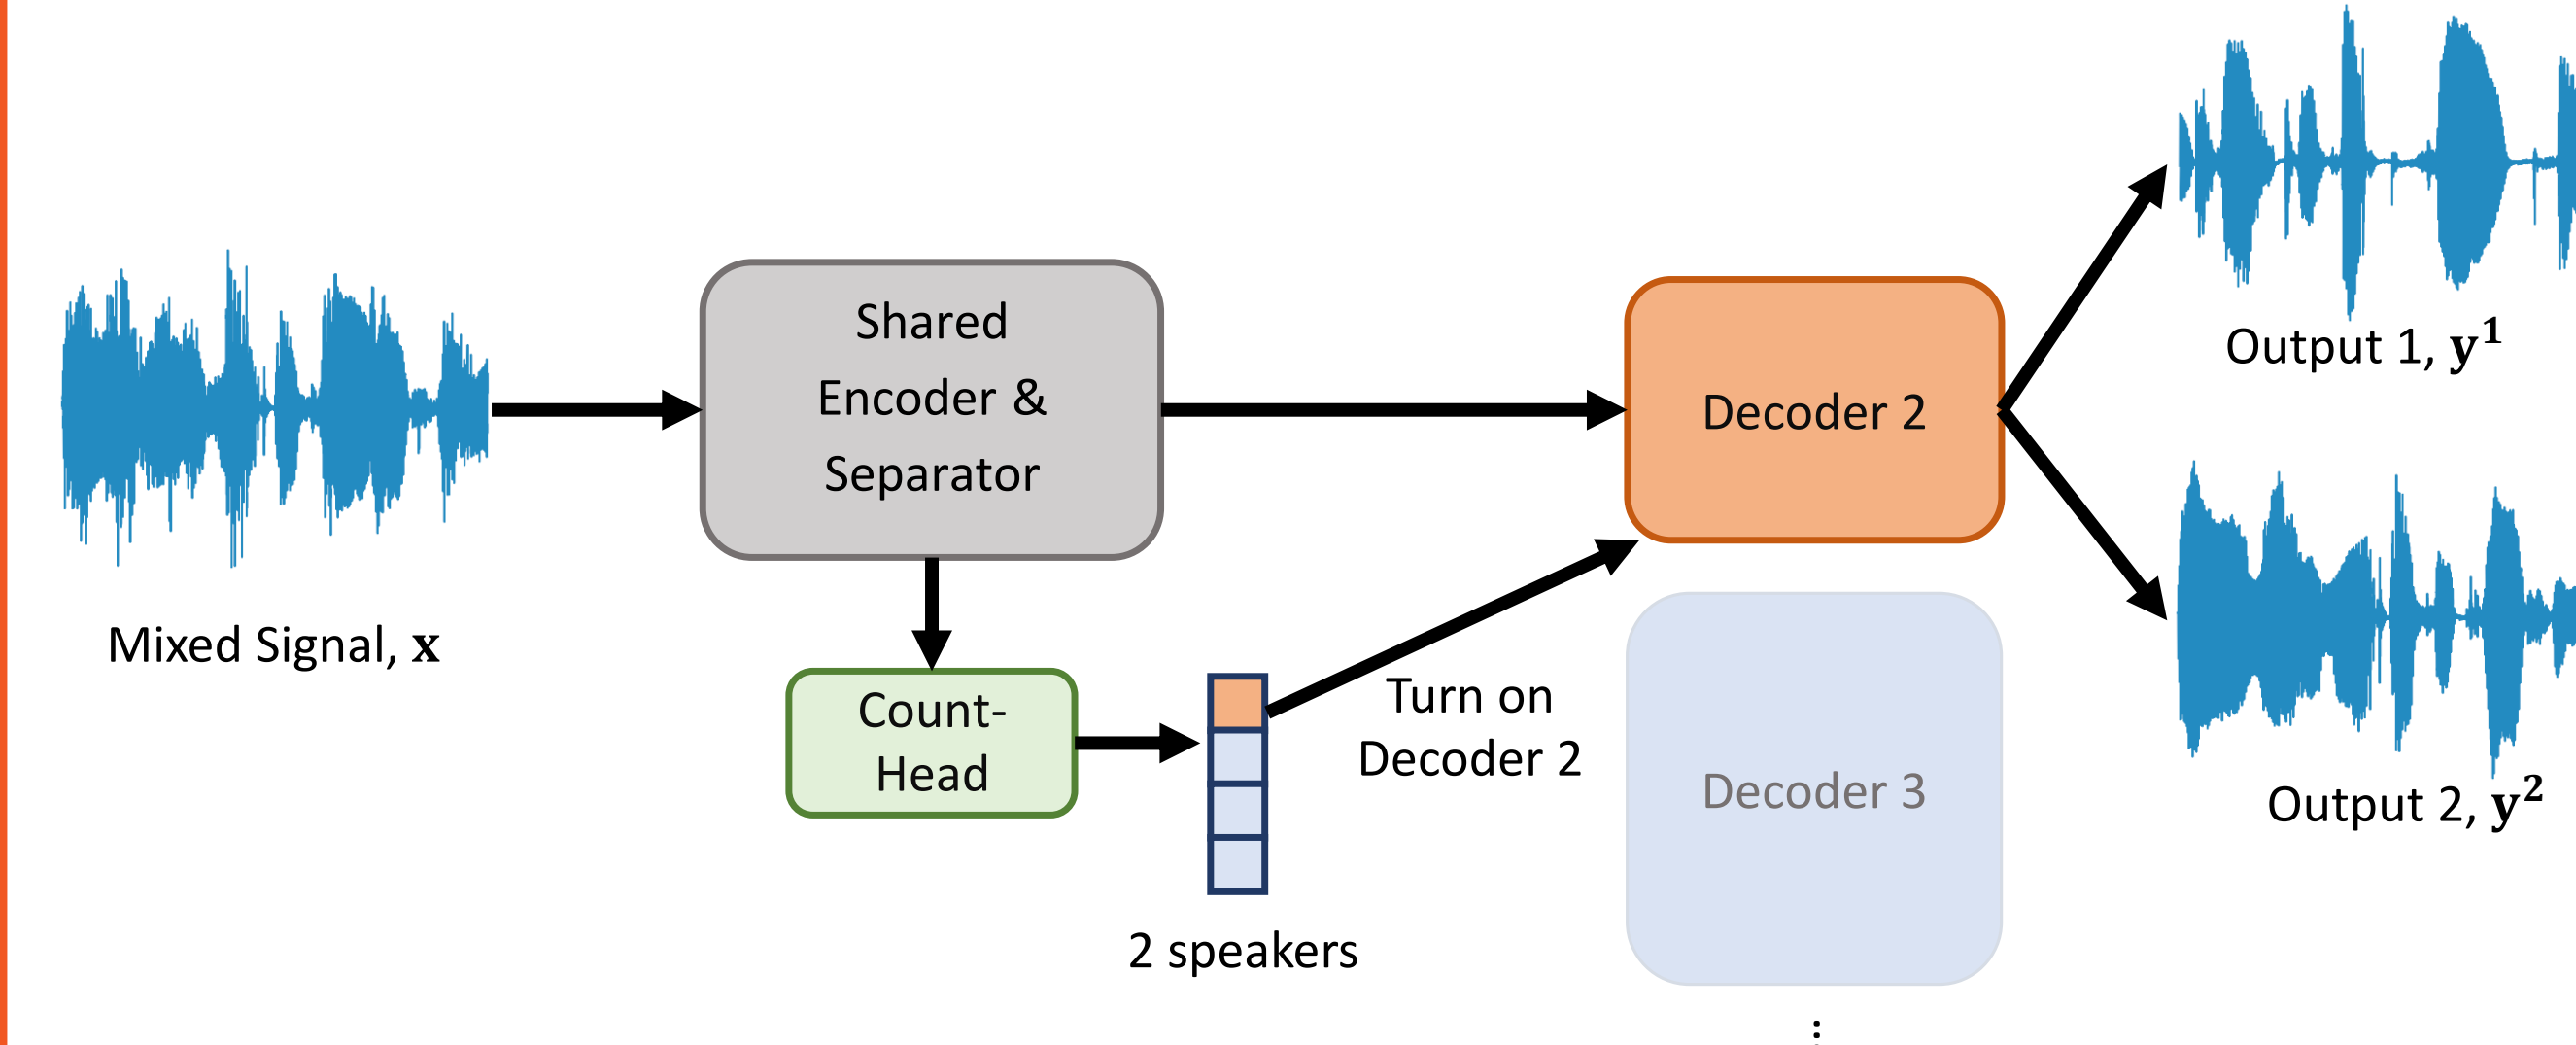 Mixed Signal, x
Shared
Encoder &
Separator
Count-
Head
2 speakers
Turn on
Decoder 2
Decoder 2
Decoder 3
⋮
Output 1, y¹
Output 2, y²